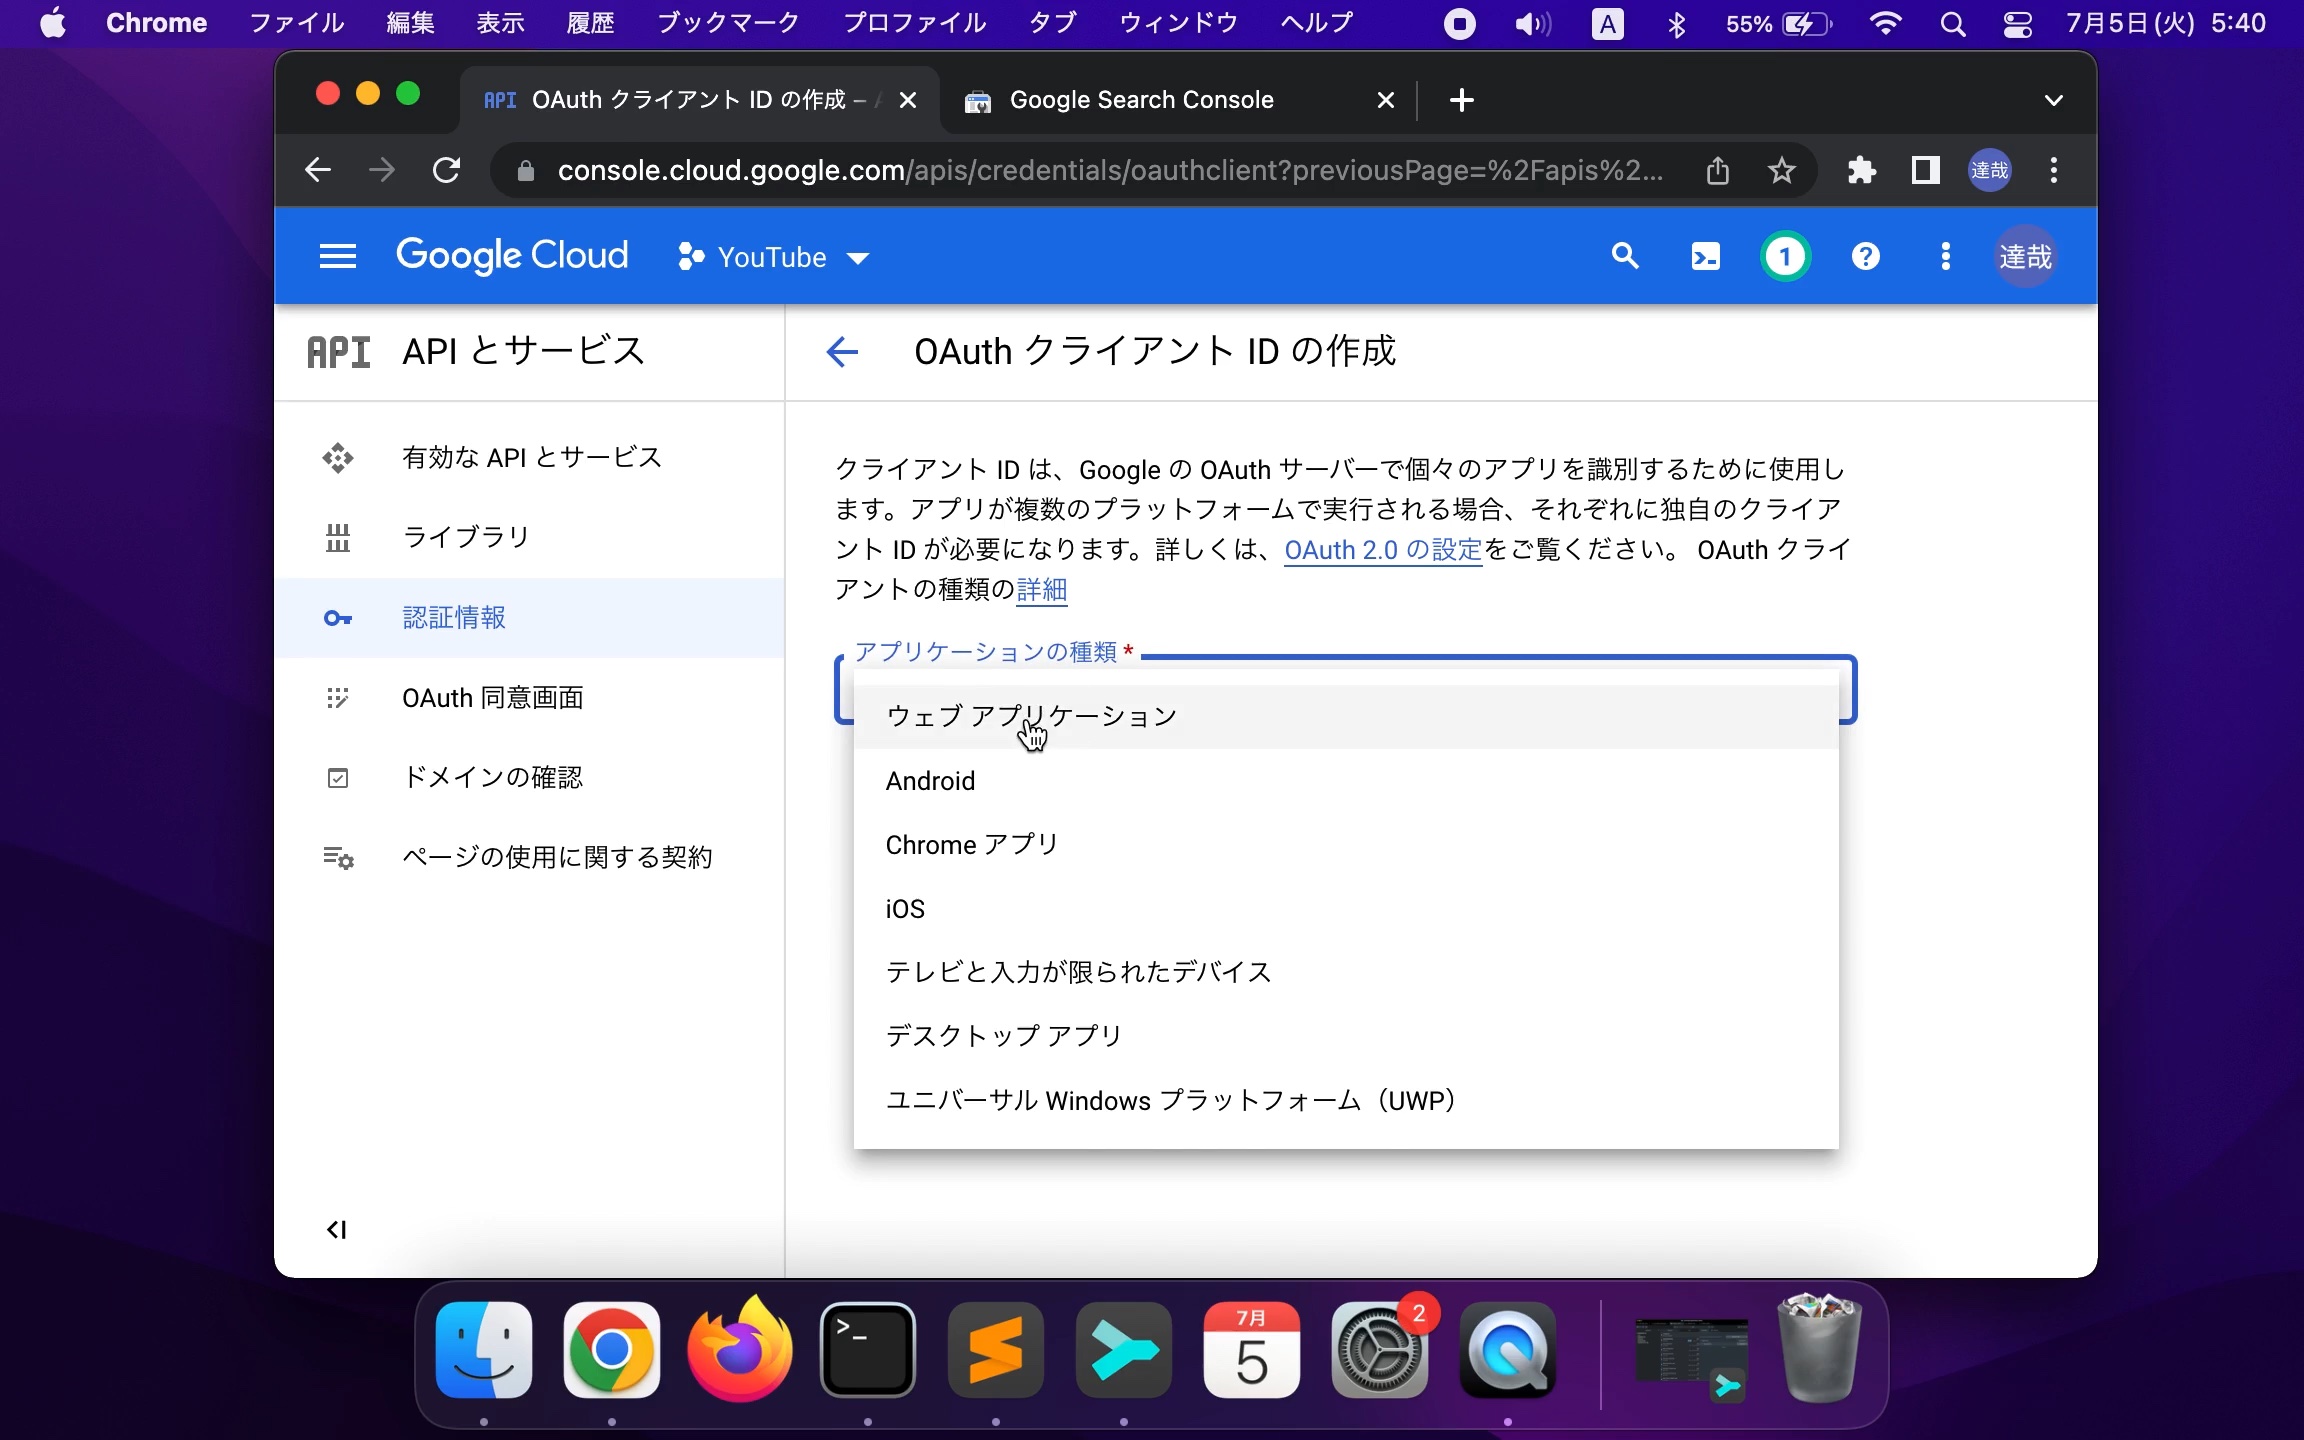 Chrome ファイル 編集 表示 履歴 ブックマーク プロファイル タブ ウィンドウ ヘルプ A 55% 7月5日(火) 5:40
API OAuth クライアント ID の作成 – Google Search Console
console.cloud.google.com/apis/credentials/oauthclient?previousPage=%2Fapis%2... 達哉
Google Cloud YouTube 1 達哉
API API とサービス
OAuth クライアント ID の作成
有効な API とサービス
ライブラリ
認証情報
OAuth 同意画面
ドメインの確認
ページの使用に関する契約
クライアント ID は、Google の OAuth サーバーで個々のアプリを識別するために使用し
ます。アプリが複数のプラットフォームで実行される場合、それぞれに独自のクライア
ント ID が必要になります。詳しくは、OAuth 2.0 の設定をご覧ください。 OAuth クライ
アントの種類の詳細
アプリケーションの種類 *
ウェブ アプリケーション
Android
Chrome アプリ
iOS
テレビと入力が限られたデバイス
デスクトップ アプリ
ユニバーサル Windows プラットフォーム（UWP）
7月
5
2